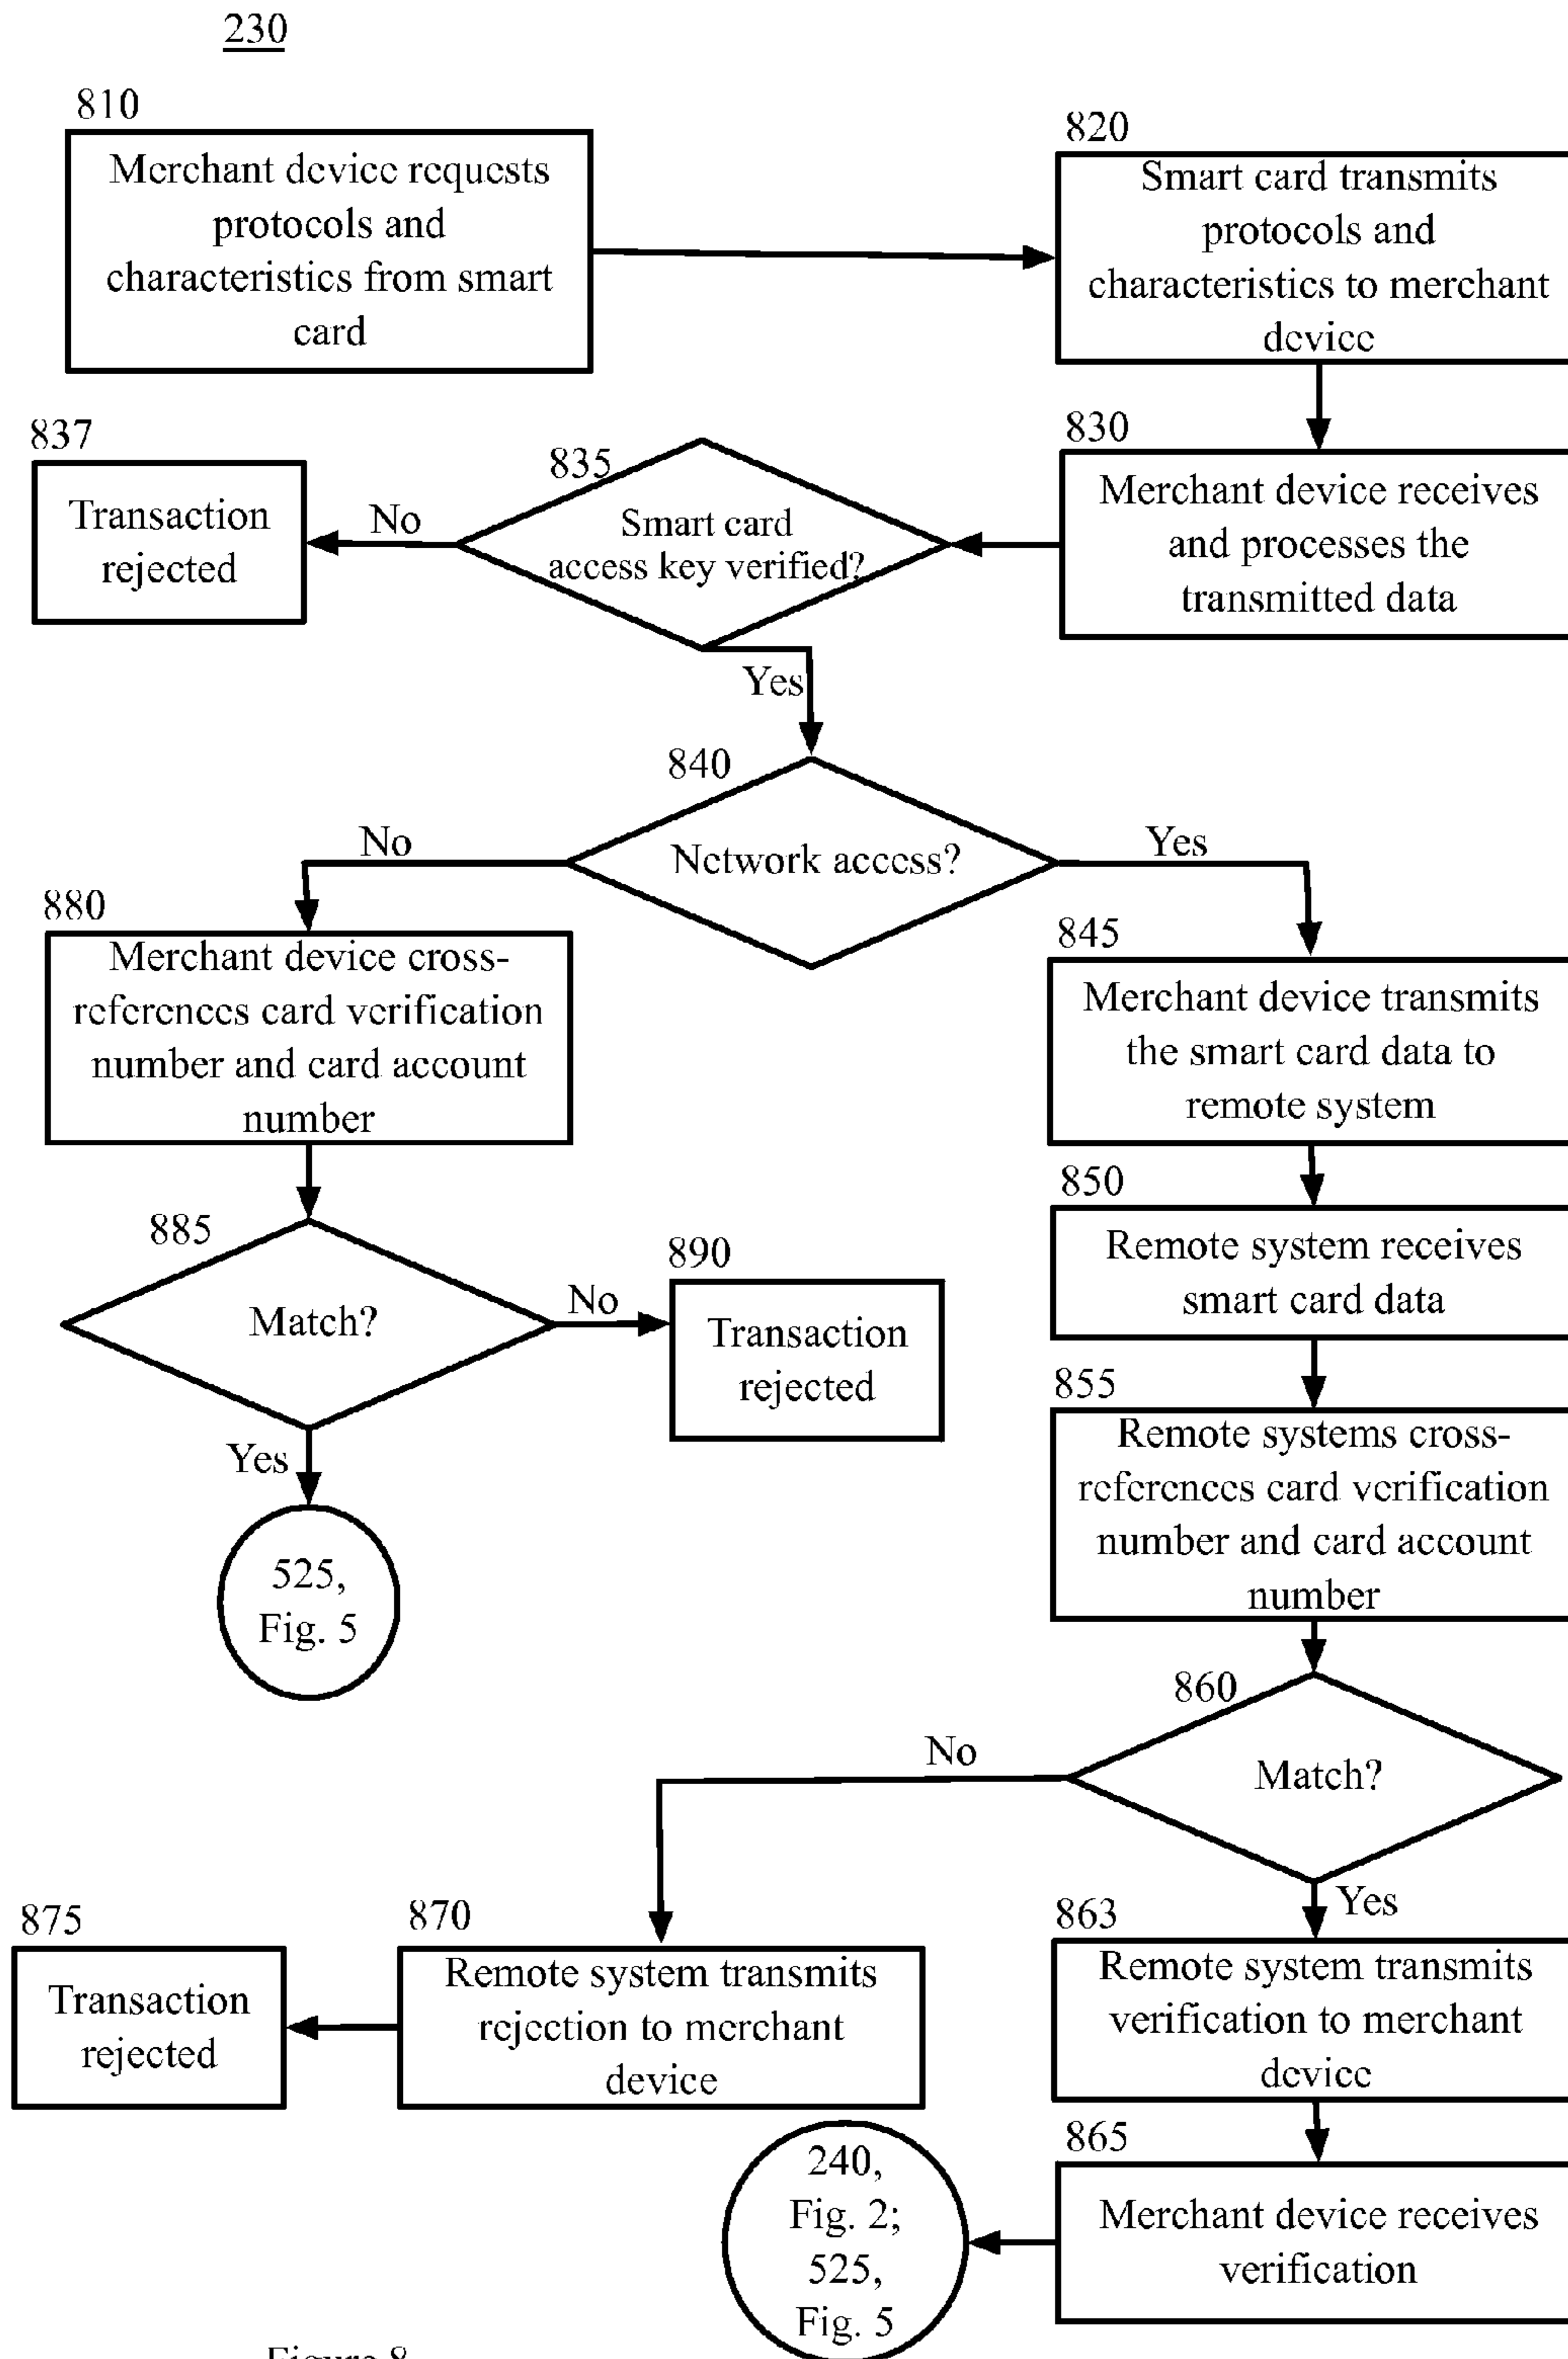 230
810
Merchant device requests
protocols and
characteristics from smart
card
820
Smart card transmits
protocols and
characteristics to merchant
device
830
Merchant device receives
and processes the
transmitted data
835
Smart card
access key verified?
No
837
Transaction
rejected
Yes
840
Network access?
No
Yes
880
Merchant device cross-
references card verification
number and card account
number
885
Match?
No
890
Transaction
rejected
Yes
525,
Fig. 5
845
Merchant device transmits
the smart card data to
remote system
850
Remote system receives
smart card data
855
Remote systems cross-
references card verification
number and card account
number
860
Match?
No
870
Remote system transmits
rejection to merchant
device
875
Transaction
rejected
Yes
863
Remote system transmits
verification to merchant
device
865
Merchant device receives
verification
240,
Fig. 2;
525,
Fig. 5
Figure 8